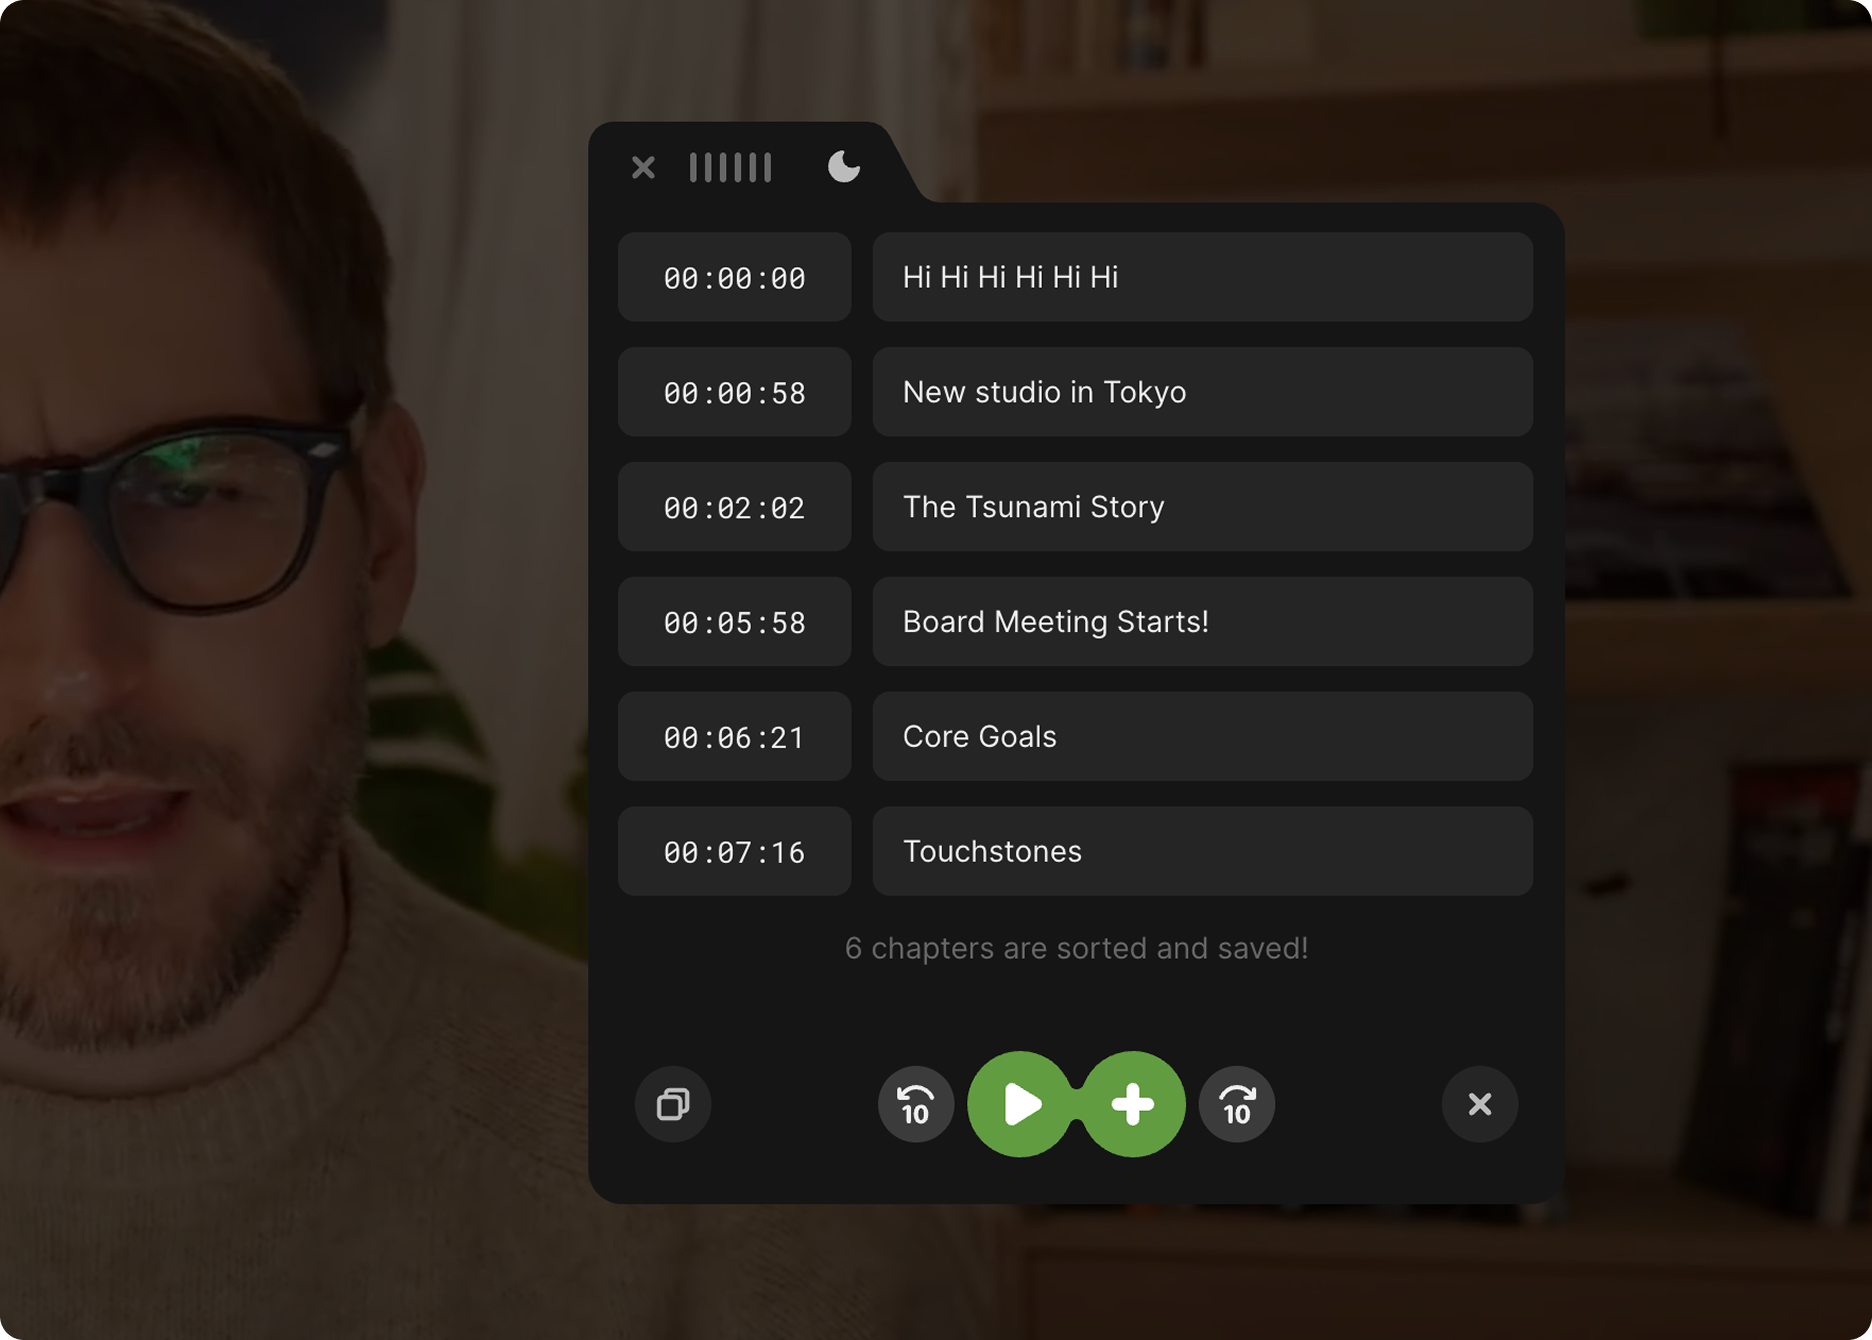 00:00:00 Hi Hi Hi Hi Hi Hi
00:00:58 New studio in Tokyo
00:02:02 The Tsunami Story
00:05:58 Board Meeting Starts!
00:06:21 Core Goals
00:07:16 Touchstones
6 chapters are sorted and saved!
10 10